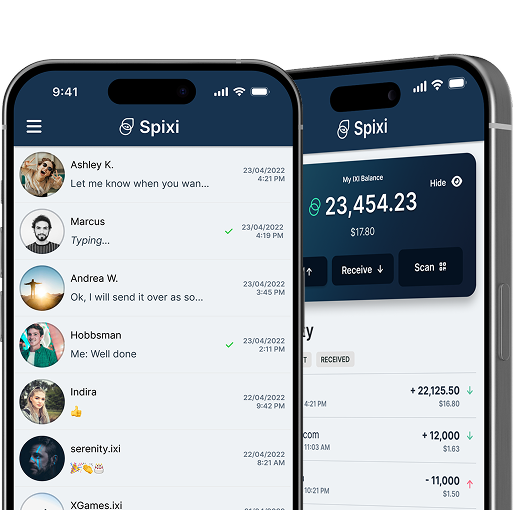 9:41
Spixi
Ashley K.
Let me know when you wan...
23/04/2022
4:21 PM
Marcus
Typing...
23/04/2022
4:19 PM
Andrea W.
Ok, I will send it over as so...
23/04/2022
3:45 PM
Hobbsman
Me: Well done
23/04/2022
2:11 PM
Indira
👍
22/04/2022
9:42 PM
serenity.ixi
🎉👏🎂
22/04/2022
8:21 AM
XGames.ixi
Spixi
My IXI Balance
Hide
23,454.23
$17.80
Receive ↓
Scan
ty
T
RECEIVED
+ 22,125.50
4:21 PM
$16.80
.com
+ 12,000
11:03 AM
$1.63
- 11,000
10:21 PM
$1.50